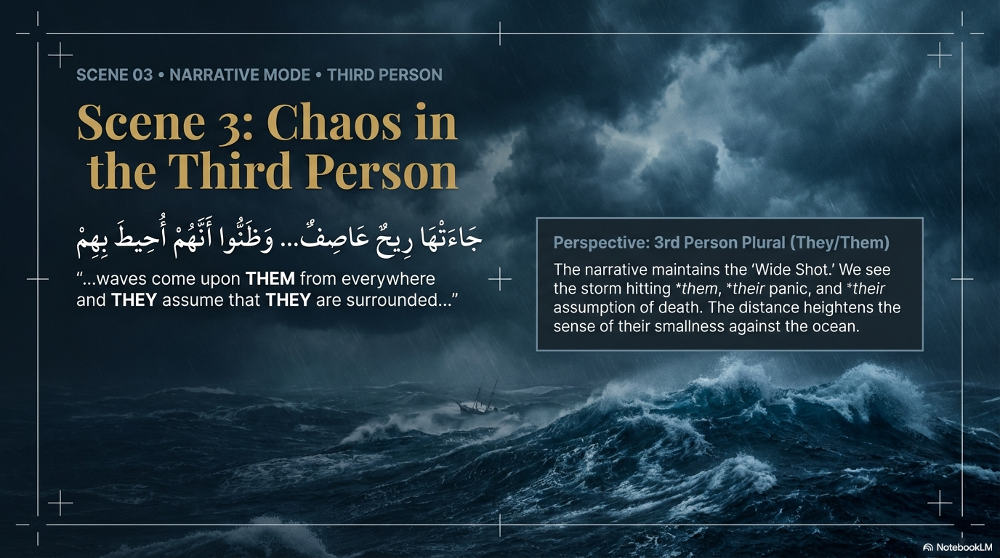 SCENE 03 • NARRATIVE MODE • THIRD PERSON
Scene 3: Chaos in
the Third Person
جَاءَتْهَا رِيحٌ عَاصِفٌ... وَظَنُّوا أَنَّهُمْ أُحِيطَ بِهِمْ
“...waves come upon THEM from everywhere
and THEY assume that THEY are surrounded...”
Perspective: 3rd Person Plural (They/Them)
The narrative maintains the ‘Wide Shot.’ We see
the storm hitting *them, *their panic, and *their
assumption of death. The distance heightens the
sense of their smallness against the ocean.
NotebookLM